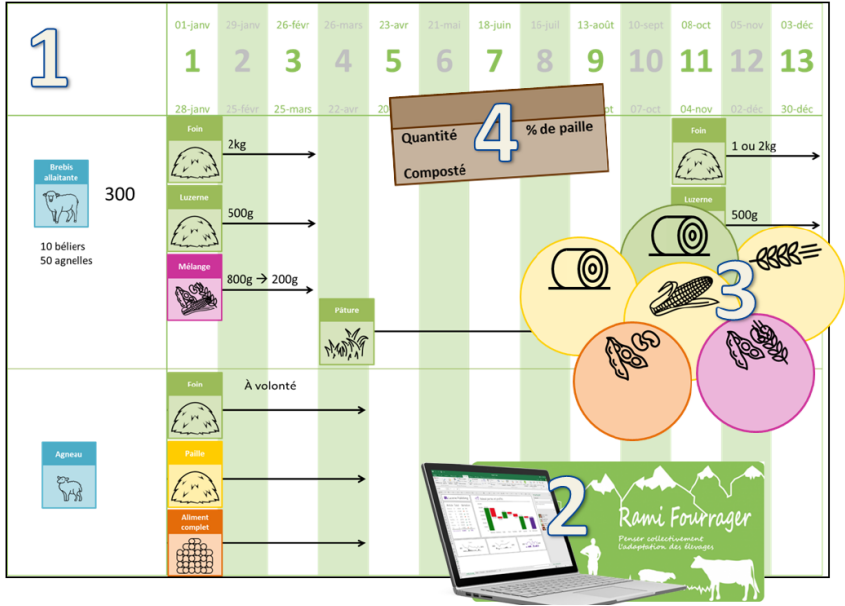 1
01-janv 29-janv 26-févr 26-mars 23-avr 21-mai 18-juin 16-juil 13-août 10-sept 08-oct 05-nov 03-déc
1 2 3 4 5 6 7 8 9 10 11 12 13
28-janv 25-févr 25-mars 22-avr 07-oct 04-nov 02-déc 30-déc
Quantité
4
% de paille
Composté
Foin
2kg
Foin
1 ou 2kg
Brebis
allaitante
300
10 béliers
50 agnelles
Luzerne
500g
Luzerne
500g
Mélange
800g → 200g
3
Pâture
Foin
À volonté
Agneau
Paille
Aliment
complet
2
Rami Fourrager
Penser collectivement
l'adaptation des élevages